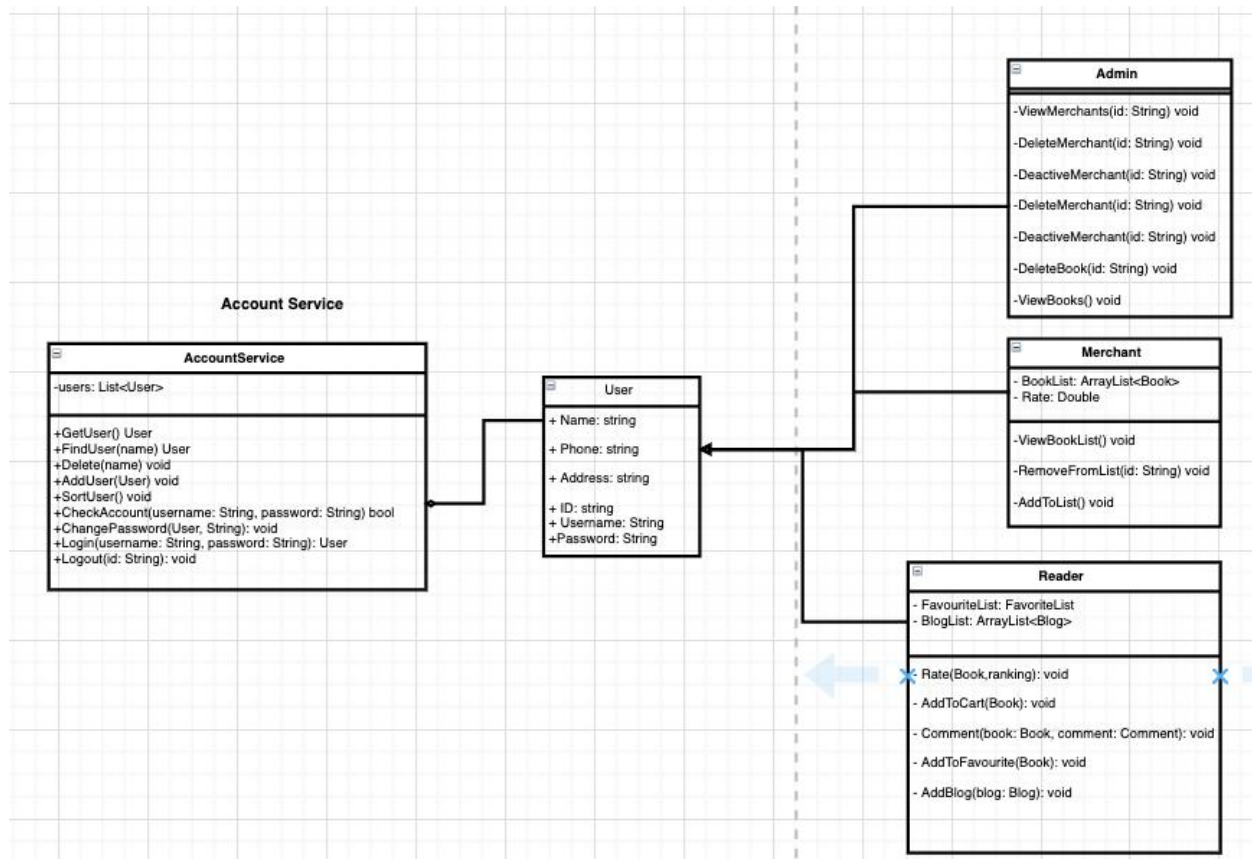 Account Service
AccountService
-users: List<User>
+GetUser() User
+FindUser(name) User
+Delete(name) void
+AddUser(User) void
+SortUser() void
+CheckAccount(username: String, password: String) bool
+ChangePassword(User, String): void
+Login(username: String, password: String): User
+Logout(id: String): void
User
+ Name: string
+ Phone: string
+ Address: string
+ ID: string
+ Username: String
+Password: String
Admin
-ViewMerchants(id: String) void
-DeleteMerchant(id: String) void
-DeactiveMerchant(id: String) void
-DeleteMerchant(id: String) void
-DeactiveMerchant(id: String) void
-DeleteBook(id: String) void
-ViewBooks() void
Merchant
- BookList: ArrayList<Book>
- Rate: Double
-ViewBookList() void
-RemoveFromList(id: String) void
-AddToList() void
Reader
- FavouriteList: FavoriteList
- BlogList: ArrayList<Blog>
- Rate(Book,ranking): void
- AddToCart(Book): void
- Comment(book: Book, comment: Comment): void
- AddToFavourite(Book): void
- AddBlog(blog: Blog): void